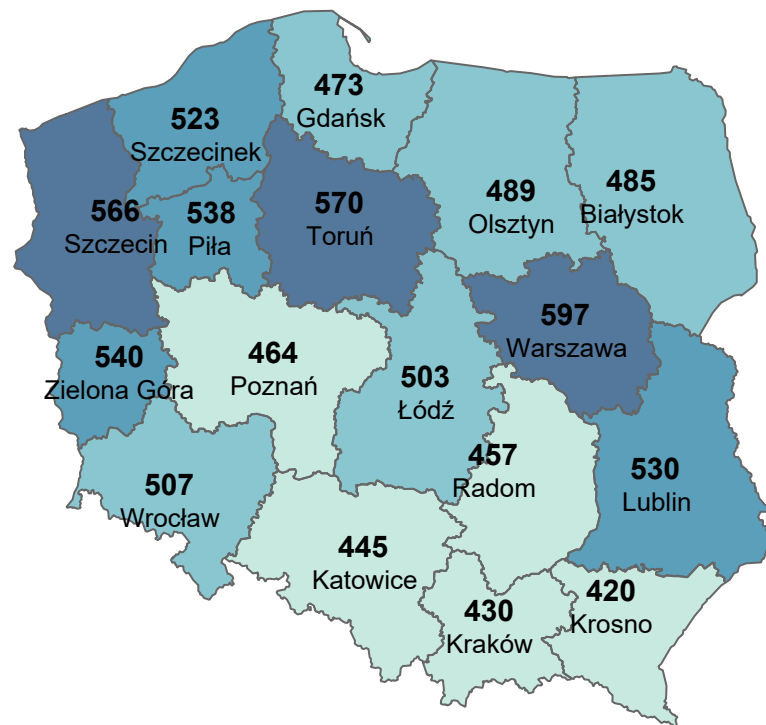 473
Gdańsk
523
Szczecinek
489
Olsztyn
485
Białystok
566
Szczecin
538
Piła
570
Toruń
597
Warszawa
540
Zielona Góra
464
Poznań
503
Łódź
457
Radom
530
Lublin
507
Wrocław
445
Katowice
430
Kraków
420
Krosno